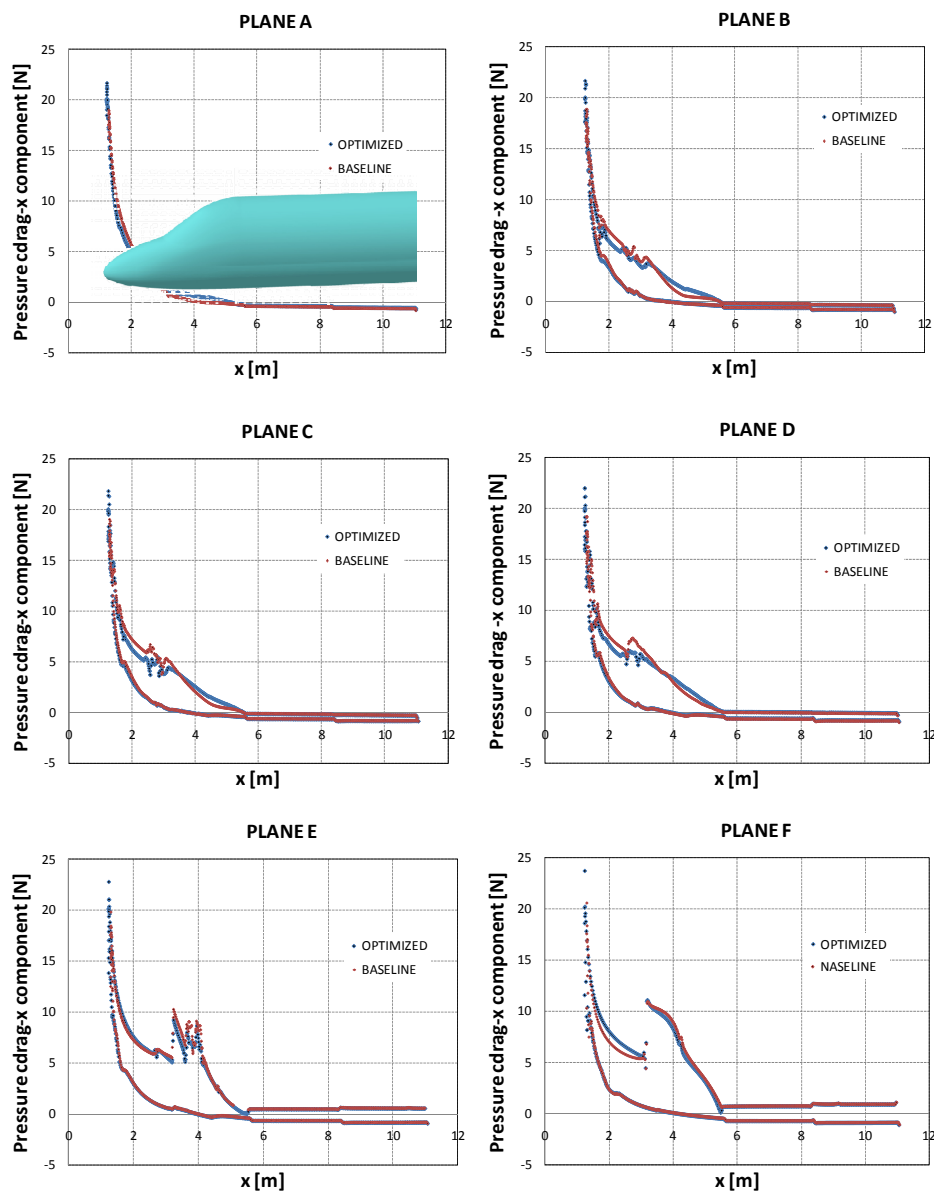 PLANE A
Pressure cdrag-x component [N]
25
20
15
10
5
0
-5
OPTIMIZED
BASELINE
0 2 4 6 8 10 12
x [m]
PLANE B
Pressure drag -x component [N]
25
20
15
10
5
0
-5
OPTIMIZED
BASELINE
0 2 4 6 8 10 12
x [m]
PLANE C
Pressure cdrag-x component [N]
25
20
15
10
5
0
-5
OPTIMIZED
BASELINE
0 2 4 6 8 10 12
x [m]
PLANE D
Pressure drag -x component [N]
25
20
15
10
5
0
-5
OPTIMIZED
BASELINE
0 2 4 6 8 10 12
x [m]
PLANE E
Pressure cdrag-x component [N]
25
20
15
10
5
0
-5
OPTIMIZED
BASELINE
0 2 4 6 8 10 12
x [m]
PLANE F
Pressure cdrag-x component [N]
25
20
15
10
5
0
-5
OPTIMIZED
NASELINE
0 2 4 6 8 10 12
x [m]